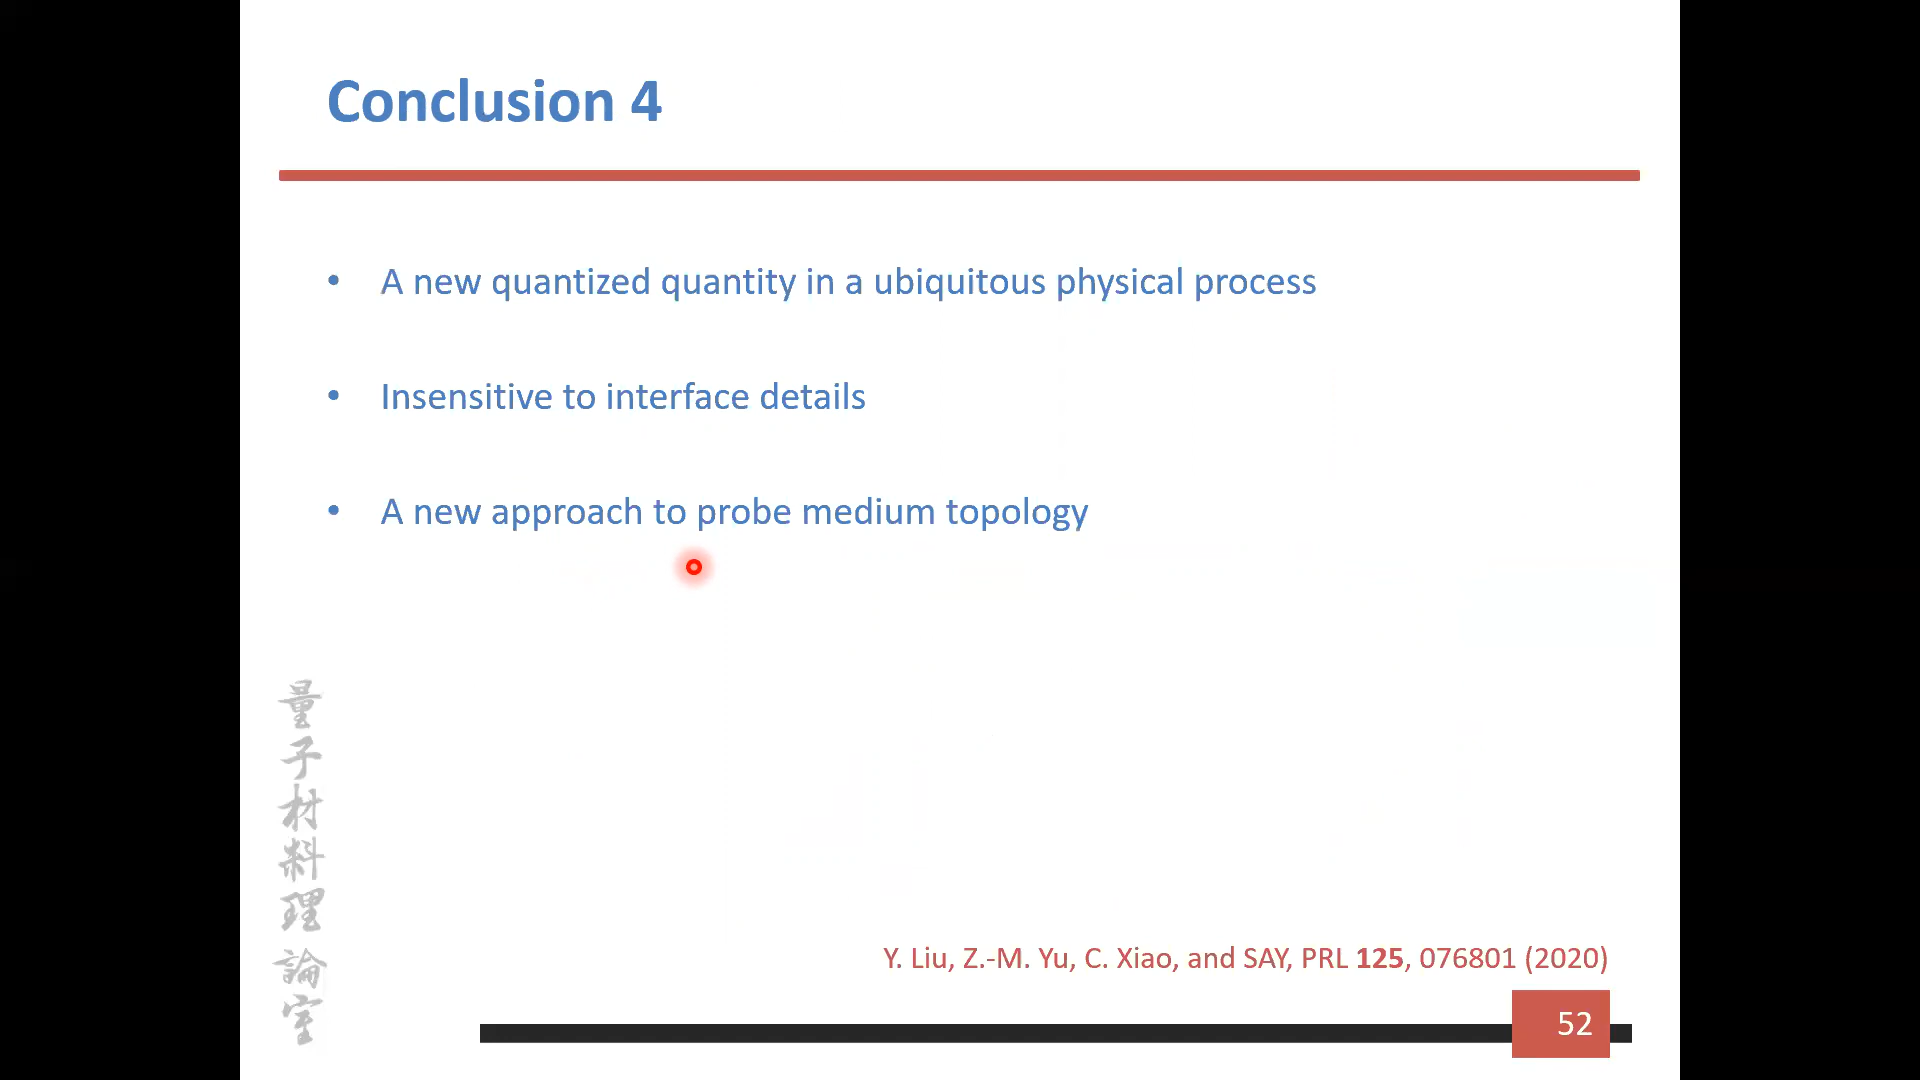 Conclusion 4
• A new quantized quantity in a ubiquitous physical process
• Insensitive to interface details
• A new approach to probe medium topology
量子材料理論室
Y. Liu, Z.-M. Yu, C. Xiao, and SAY, PRL 125, 076801 (2020)
52